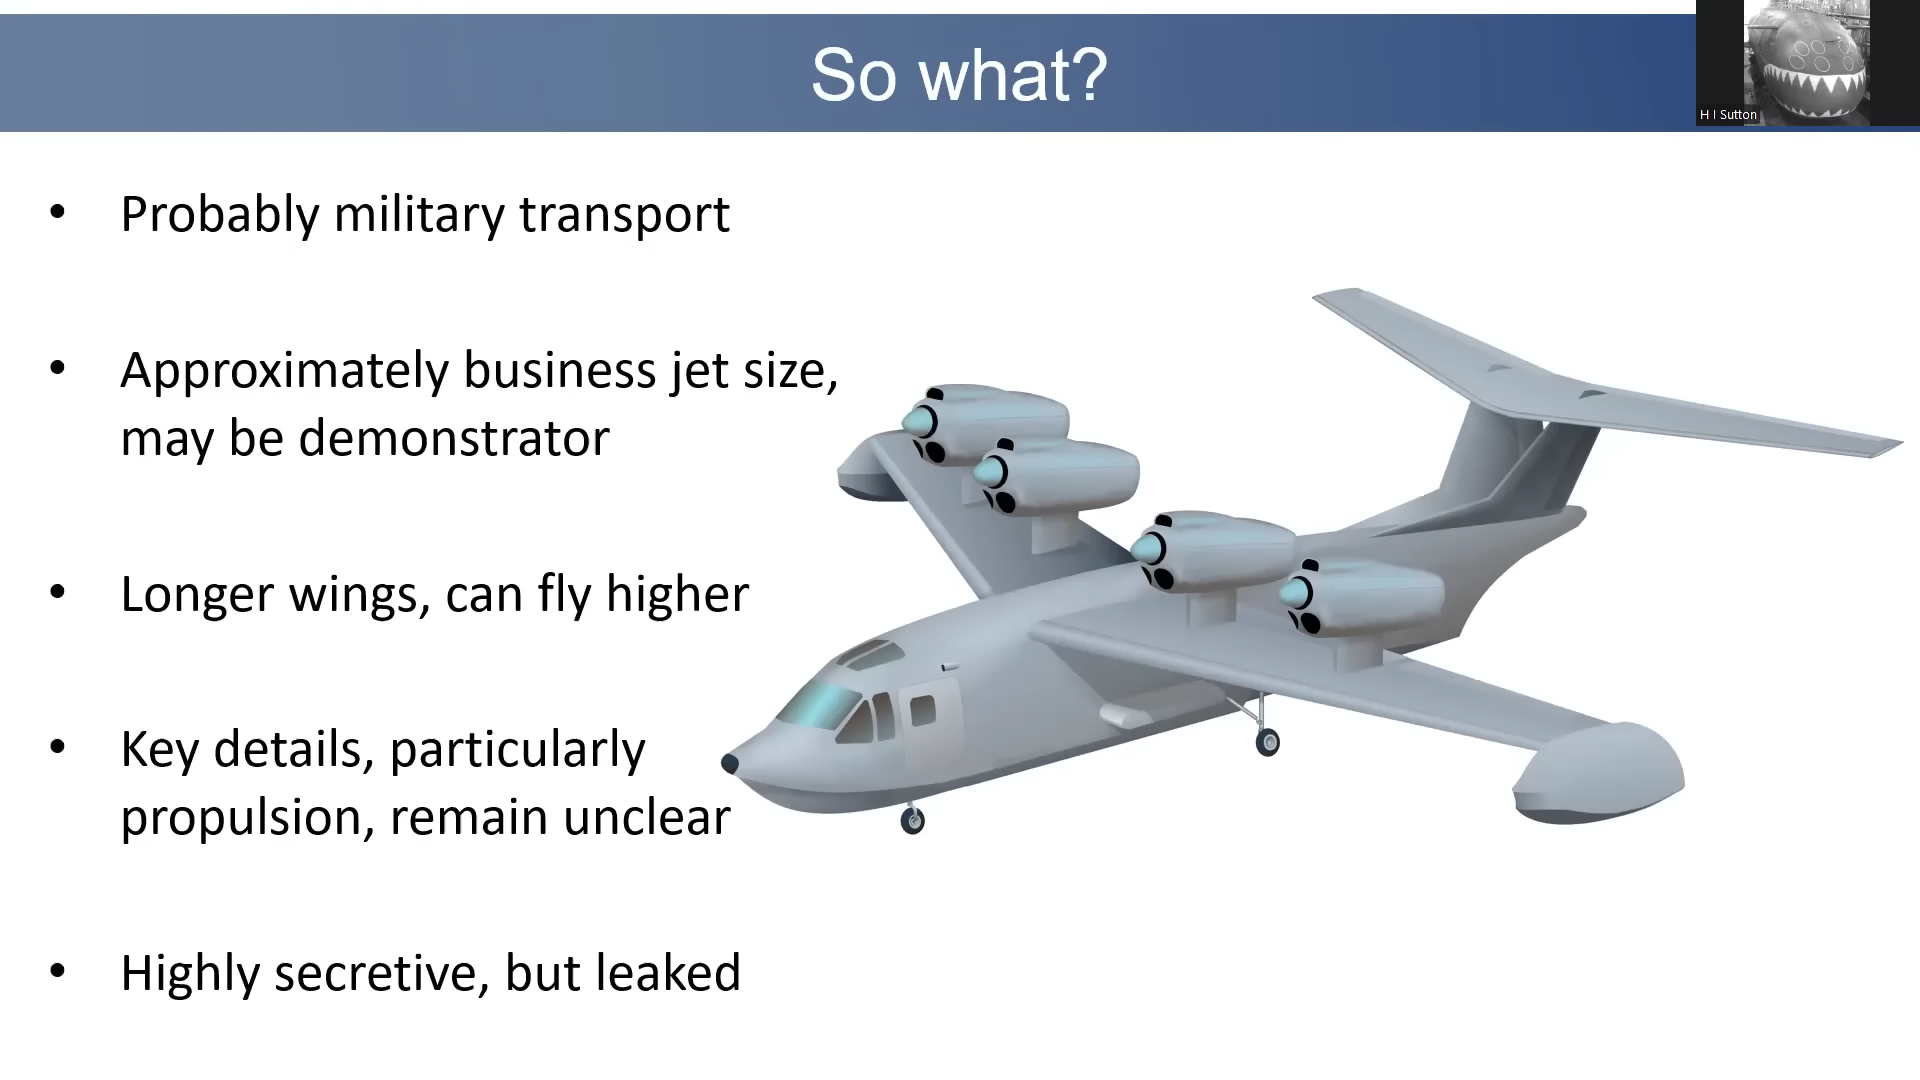 So what?
H I Sutton
• Probably military transport
• Approximately business jet size,
may be demonstrator
• Longer wings, can fly higher
• Key details, particularly
propulsion, remain unclear
• Highly secretive, but leaked